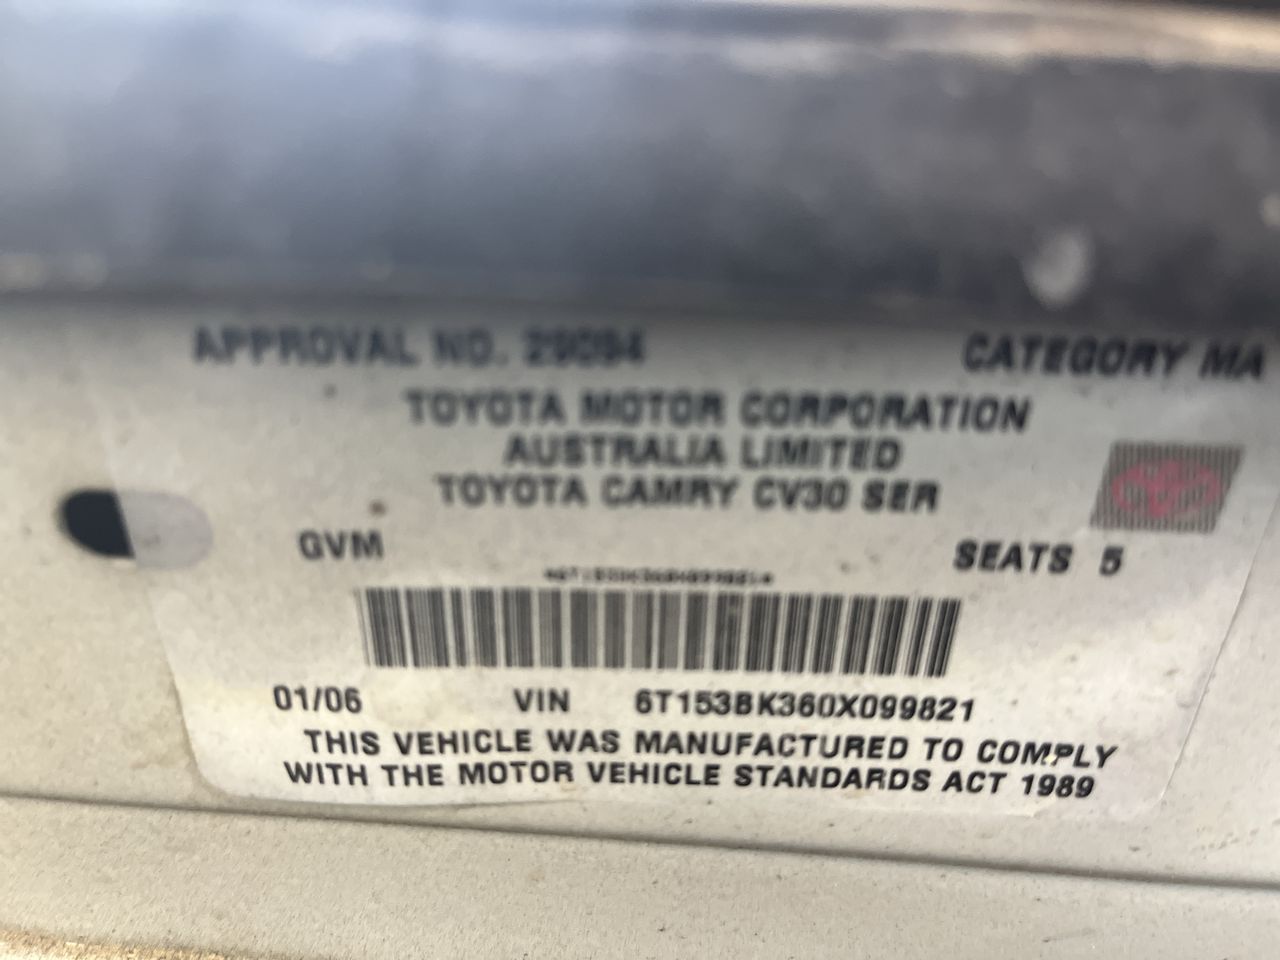 APPROVAL NO. 29094 CATEGORY MA
TOYOTA MOTOR CORPORATION
AUSTRALIA LIMITED
TOYOTA CAMRY CV30 SER
GVM SEATS 5
01/06 VIN 6T153BK360X099821
THIS VEHICLE WAS MANUFACTURED TO COMPLY
WITH THE MOTOR VEHICLE STANDARDS ACT 1989